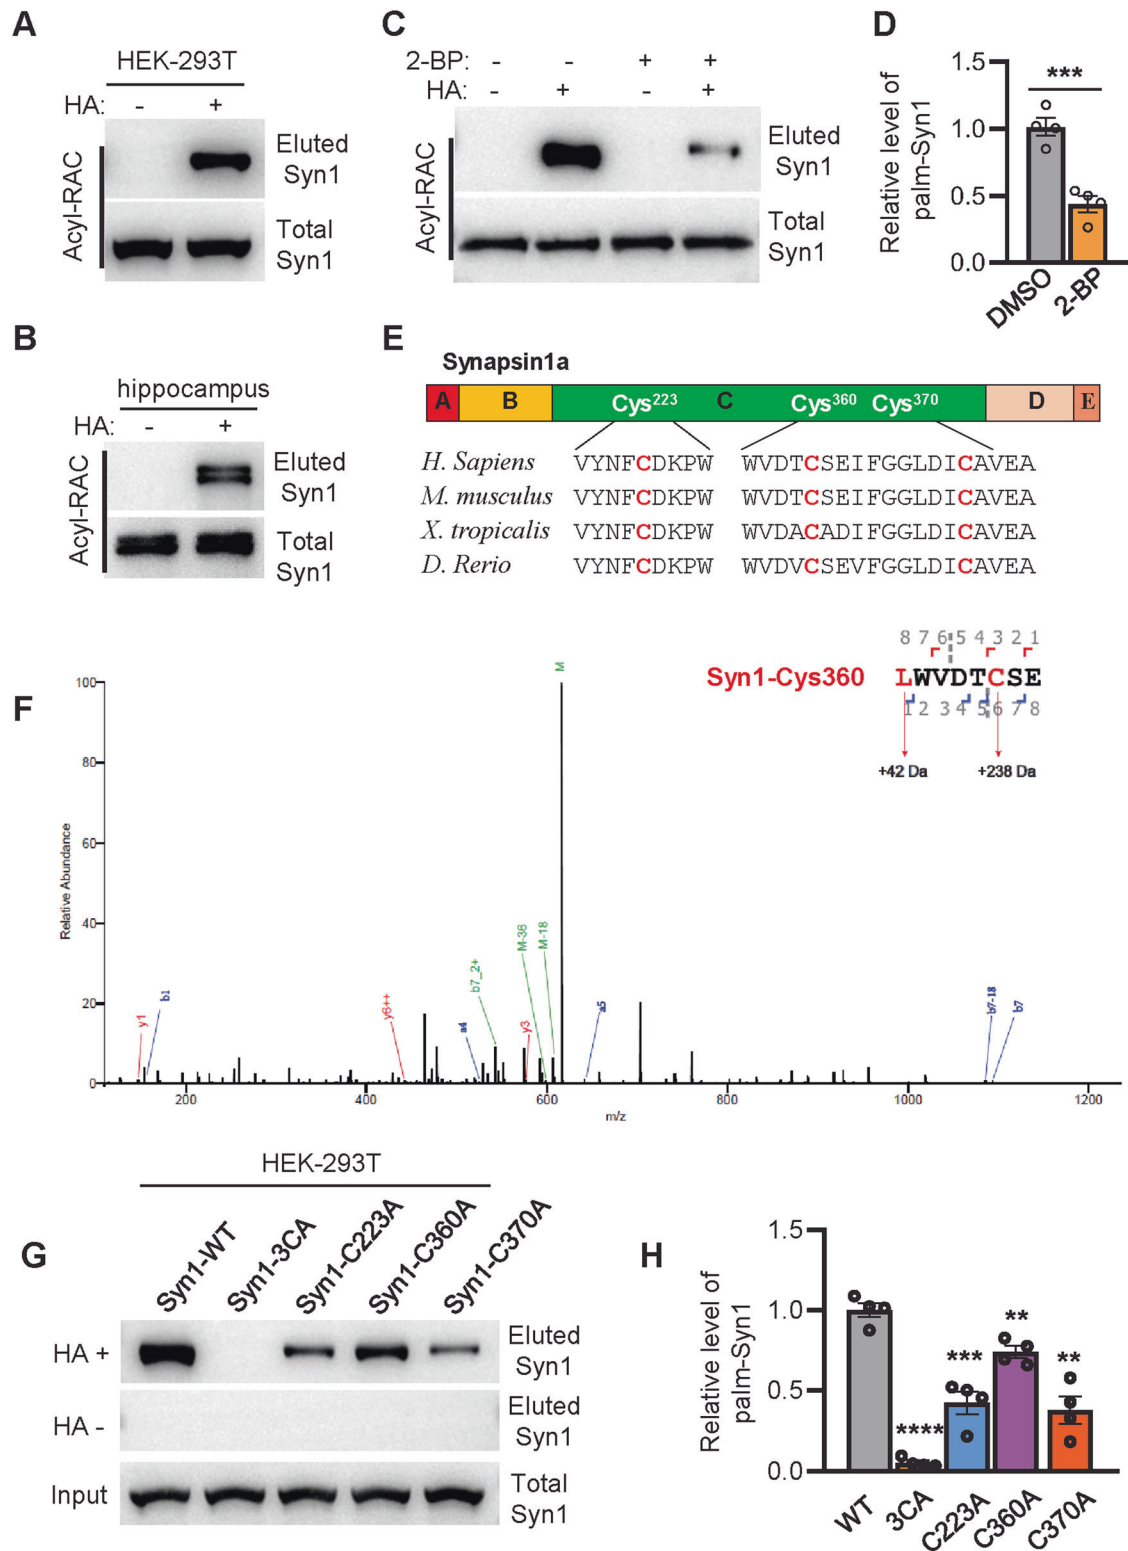 A
HEK-293T
HA: - +
Acyl-RAC
Eluted
Syn1
Total
Syn1
B
hippocampus
HA: - +
Acyl-RAC
Eluted
Syn1
Total
Syn1
C
2-BP: - - + +
HA: - + - +
Acyl-RAC
Eluted
Syn1
Total
Syn1
D
Relative level of
palm-Syn1
1.5
1.0
0.5
0.0
***
DMSO
2-BP
E
Synapsin1a
A B Cys223 C Cys360 Cys370 D E
H. Sapiens VYNFCDKPW WVDTCSEIFGGLDICAVEA
M. musculus VYNFCDKPW WVDTCSEIFGGLDICAVEA
X. tropicalis VYNFCDKPW WVDACADIFGGLDICAVEA
D. Rerio VYNFCDKPW WVDVCSEVFGGLDICAVEA
F
Syn1-Cys360
8 7 6 5 4 3 2 1
LWVDTCSE
1 2 3 4 5 6 7 8
+42 Da
+238 Da
Relative Abundance
100
80
60
40
20
0
M
y1
b1
y6++
a4
b7_2+
M-36
M-18
y3
a5
b7-18
b7
200 400 600 800 1000 1200
m/z
G
HEK-293T
Syn1-WT
Syn1-3CA
Syn1-C223A
Syn1-C360A
Syn1-C370A
HA +
Eluted
Syn1
HA -
Eluted
Syn1
Input
Total
Syn1
H
Relative level of
palm-Syn1
1.5
1.0
0.5
0.0
****
***
**
**
WT
3CA
C223A
C360A
C370A